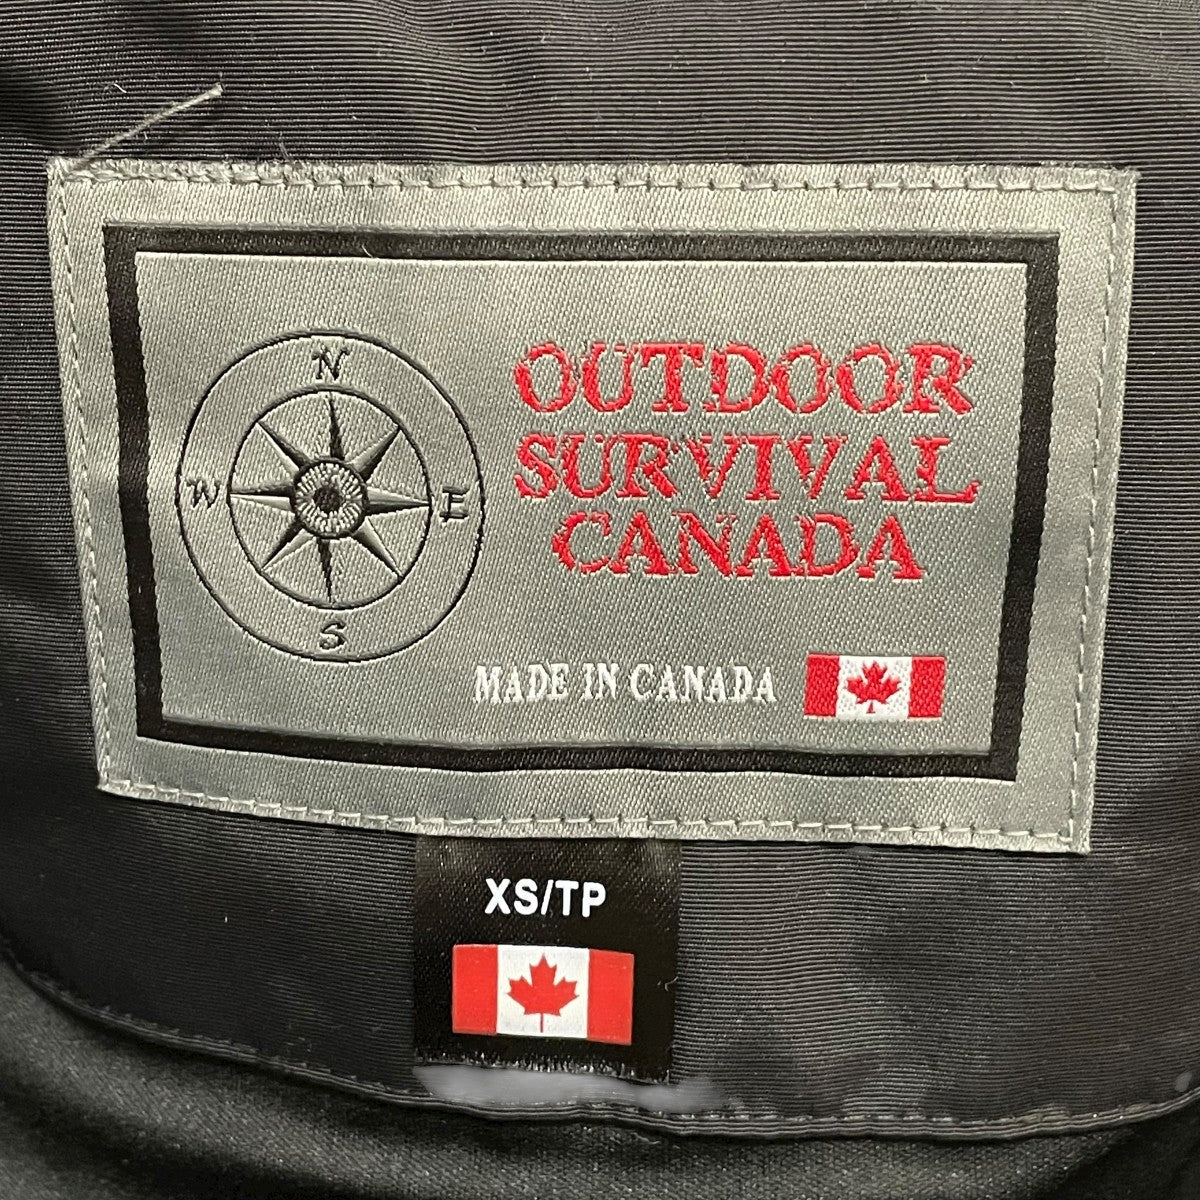 N
W E
S
OUTDOOR
SURVIVAL
CANADA
MADE IN CANADA
XS/TP